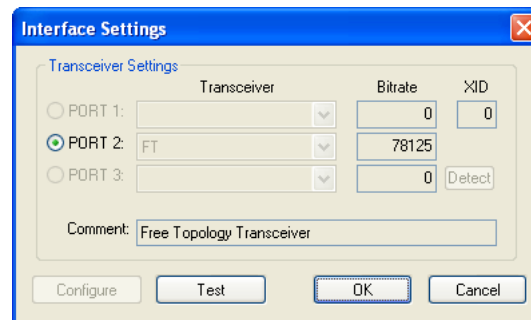 Interface Settings
Transceiver Settings
Transceiver Bitrate XID
PORT 1: 0 0
PORT 2: FT 78125
PORT 3: 0 Detect
Comment: Free Topology Transceiver
Configure Test OK Cancel